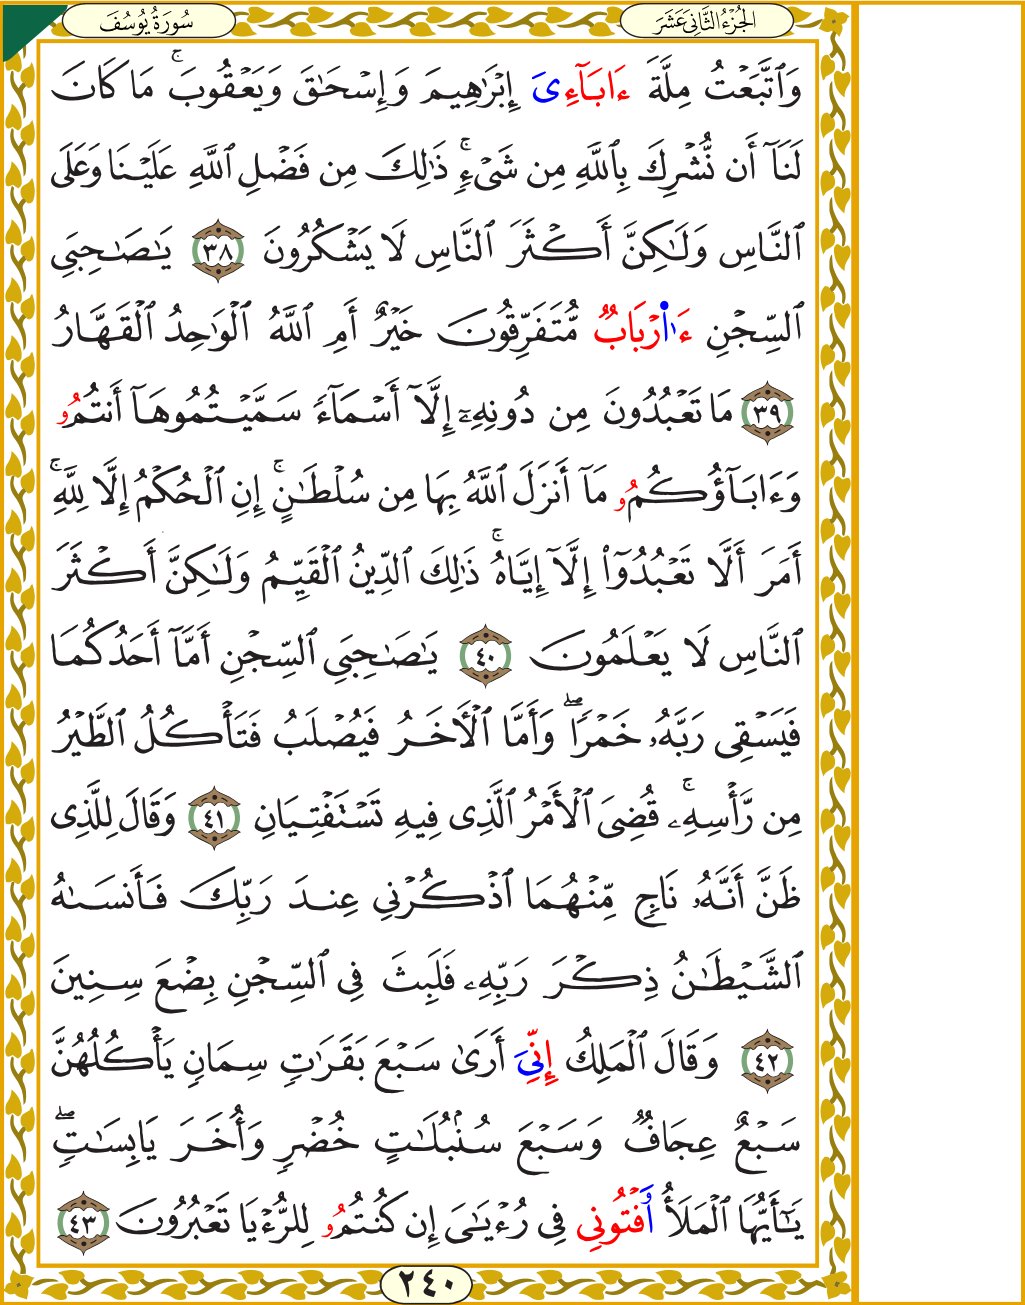 سُورَةُ يُوسُفَ
الجُزْءُ الثَّانِيَ عَشَرَ
وَٱتَّبَعۡتُ مِلَّةَ ءَابَآءِىَ إِبۡرَٰهِيمَ وَإِسۡحَٰقَ وَيَعۡقُوبَۚ مَا كَانَ
لَنَآ أَن نُّشۡرِكَ بِٱللَّهِ مِن شَىۡءٖۚ ذَٰلِكَ مِن فَضۡلِ ٱللَّهِ عَلَيۡنَا وَعَلَى
ٱلنَّاسِ وَلَٰكِنَّ أَكۡثَرَ ٱلنَّاسِ لَا يَشۡكُرُونَ ٣٨ يَٰصَٰحِبَىِ
ٱلسِّجۡنِ ءَا۬رۡبَابٞ مُّتَفَرِّقُونَ خَيۡرٌ أَمِ ٱللَّهُ ٱلۡوَٰحِدُ ٱلۡقَهَّارُ
٣٩ مَا تَعۡبُدُونَ مِن دُونِهِۦٓ إِلَّآ أَسۡمَآءٗ سَمَّيۡتُمُوهَآ أَنتُمُۥ
وَءَابَآؤُكُمُۥ مَآ أَنزَلَ ٱللَّهُ بِهَا مِن سُلۡطَٰنٍۚ إِنِ ٱلۡحُكۡمُ إِلَّا لِلَّهِۚ
أَمَرَ أَلَّا تَعۡبُدُوٓاْ إِلَّآ إِيَّاهُۚ ذَٰلِكَ ٱلدِّينُ ٱلۡقَيِّمُ وَلَٰكِنَّ أَكۡثَرَ
ٱلنَّاسِ لَا يَعۡلَمُونَ ٤٠ يَٰصَٰحِبَىِ ٱلسِّجۡنِ أَمَّآ أَحَدُكُمَا
فَيَسۡقِى رَبَّهُۥ خَمۡرٗاۖ وَأَمَّا ٱلۡأٓخَرُ فَيُصۡلَبُ فَتَأۡكُلُ ٱلطَّيۡرُ
مِن رَّأۡسِهِۦۚ قُضِىَ ٱلۡأَمۡرُ ٱلَّذِى فِيهِ تَسۡتَفۡتِيَانِ ٤١ وَقَالَ لِلَّذِى
ظَنَّ أَنَّهُۥ نَاجٖ مِّنۡهُمَا ٱذۡكُرۡنِى عِندَ رَبِّكَ فَأَنسَىٰهُ
ٱلشَّيۡطَٰنُ ذِكۡرَ رَبِّهِۦ فَلَبِثَ فِى ٱلسِّجۡنِ بِضۡعَ سِنِينَ
٤٢ وَقَالَ ٱلۡمَلِكُ إِنِّىَ أَرَىٰ سَبۡعَ بَقَرَٰتٖ سِمَانٖ يَأۡكُلُهُنَّ
سَبۡعٌ عِجَافٞ وَسَبۡعَ سُنۢبُلَٰتٍ خُضۡرٖ وَأُخَرَ يَابِسَٰتٖۖ
يَٰٓأَيُّهَا ٱلۡمَلَأُ وَفۡتُونِى فِى رُءۡيَٰىَ إِن كُنتُمُۥ لِلرُّءۡيَا تَعۡبُرُونَ ٤٣
٢٤٠